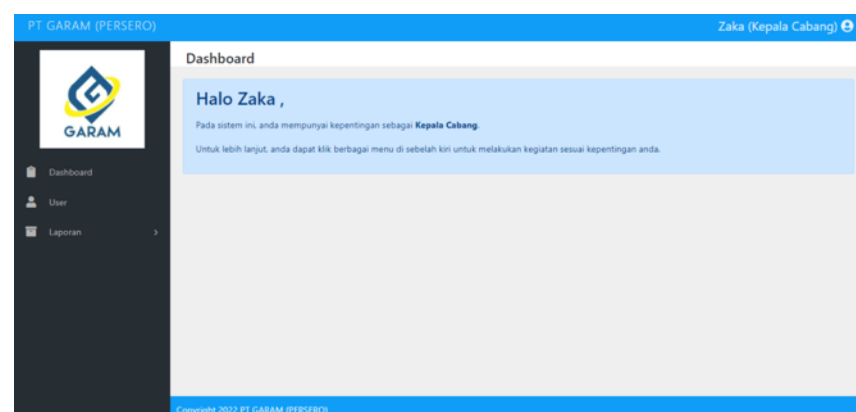 PT GARAM (PERSERO)
Zaka (Kepala Cabang)
GARAM
Dashboard
User
Laporan
Dashboard
Halo Zaka ,
Pada sistem ini, anda mempunyai kepentingan sebagai Kepala Cabang.
Untuk lebih lanjut, anda dapat klik berbagai menu di sebelah kiri untuk melakukan kegiatan sesuai kepentingan anda.
Copyright 2022 PT GARAM (PERSERO)